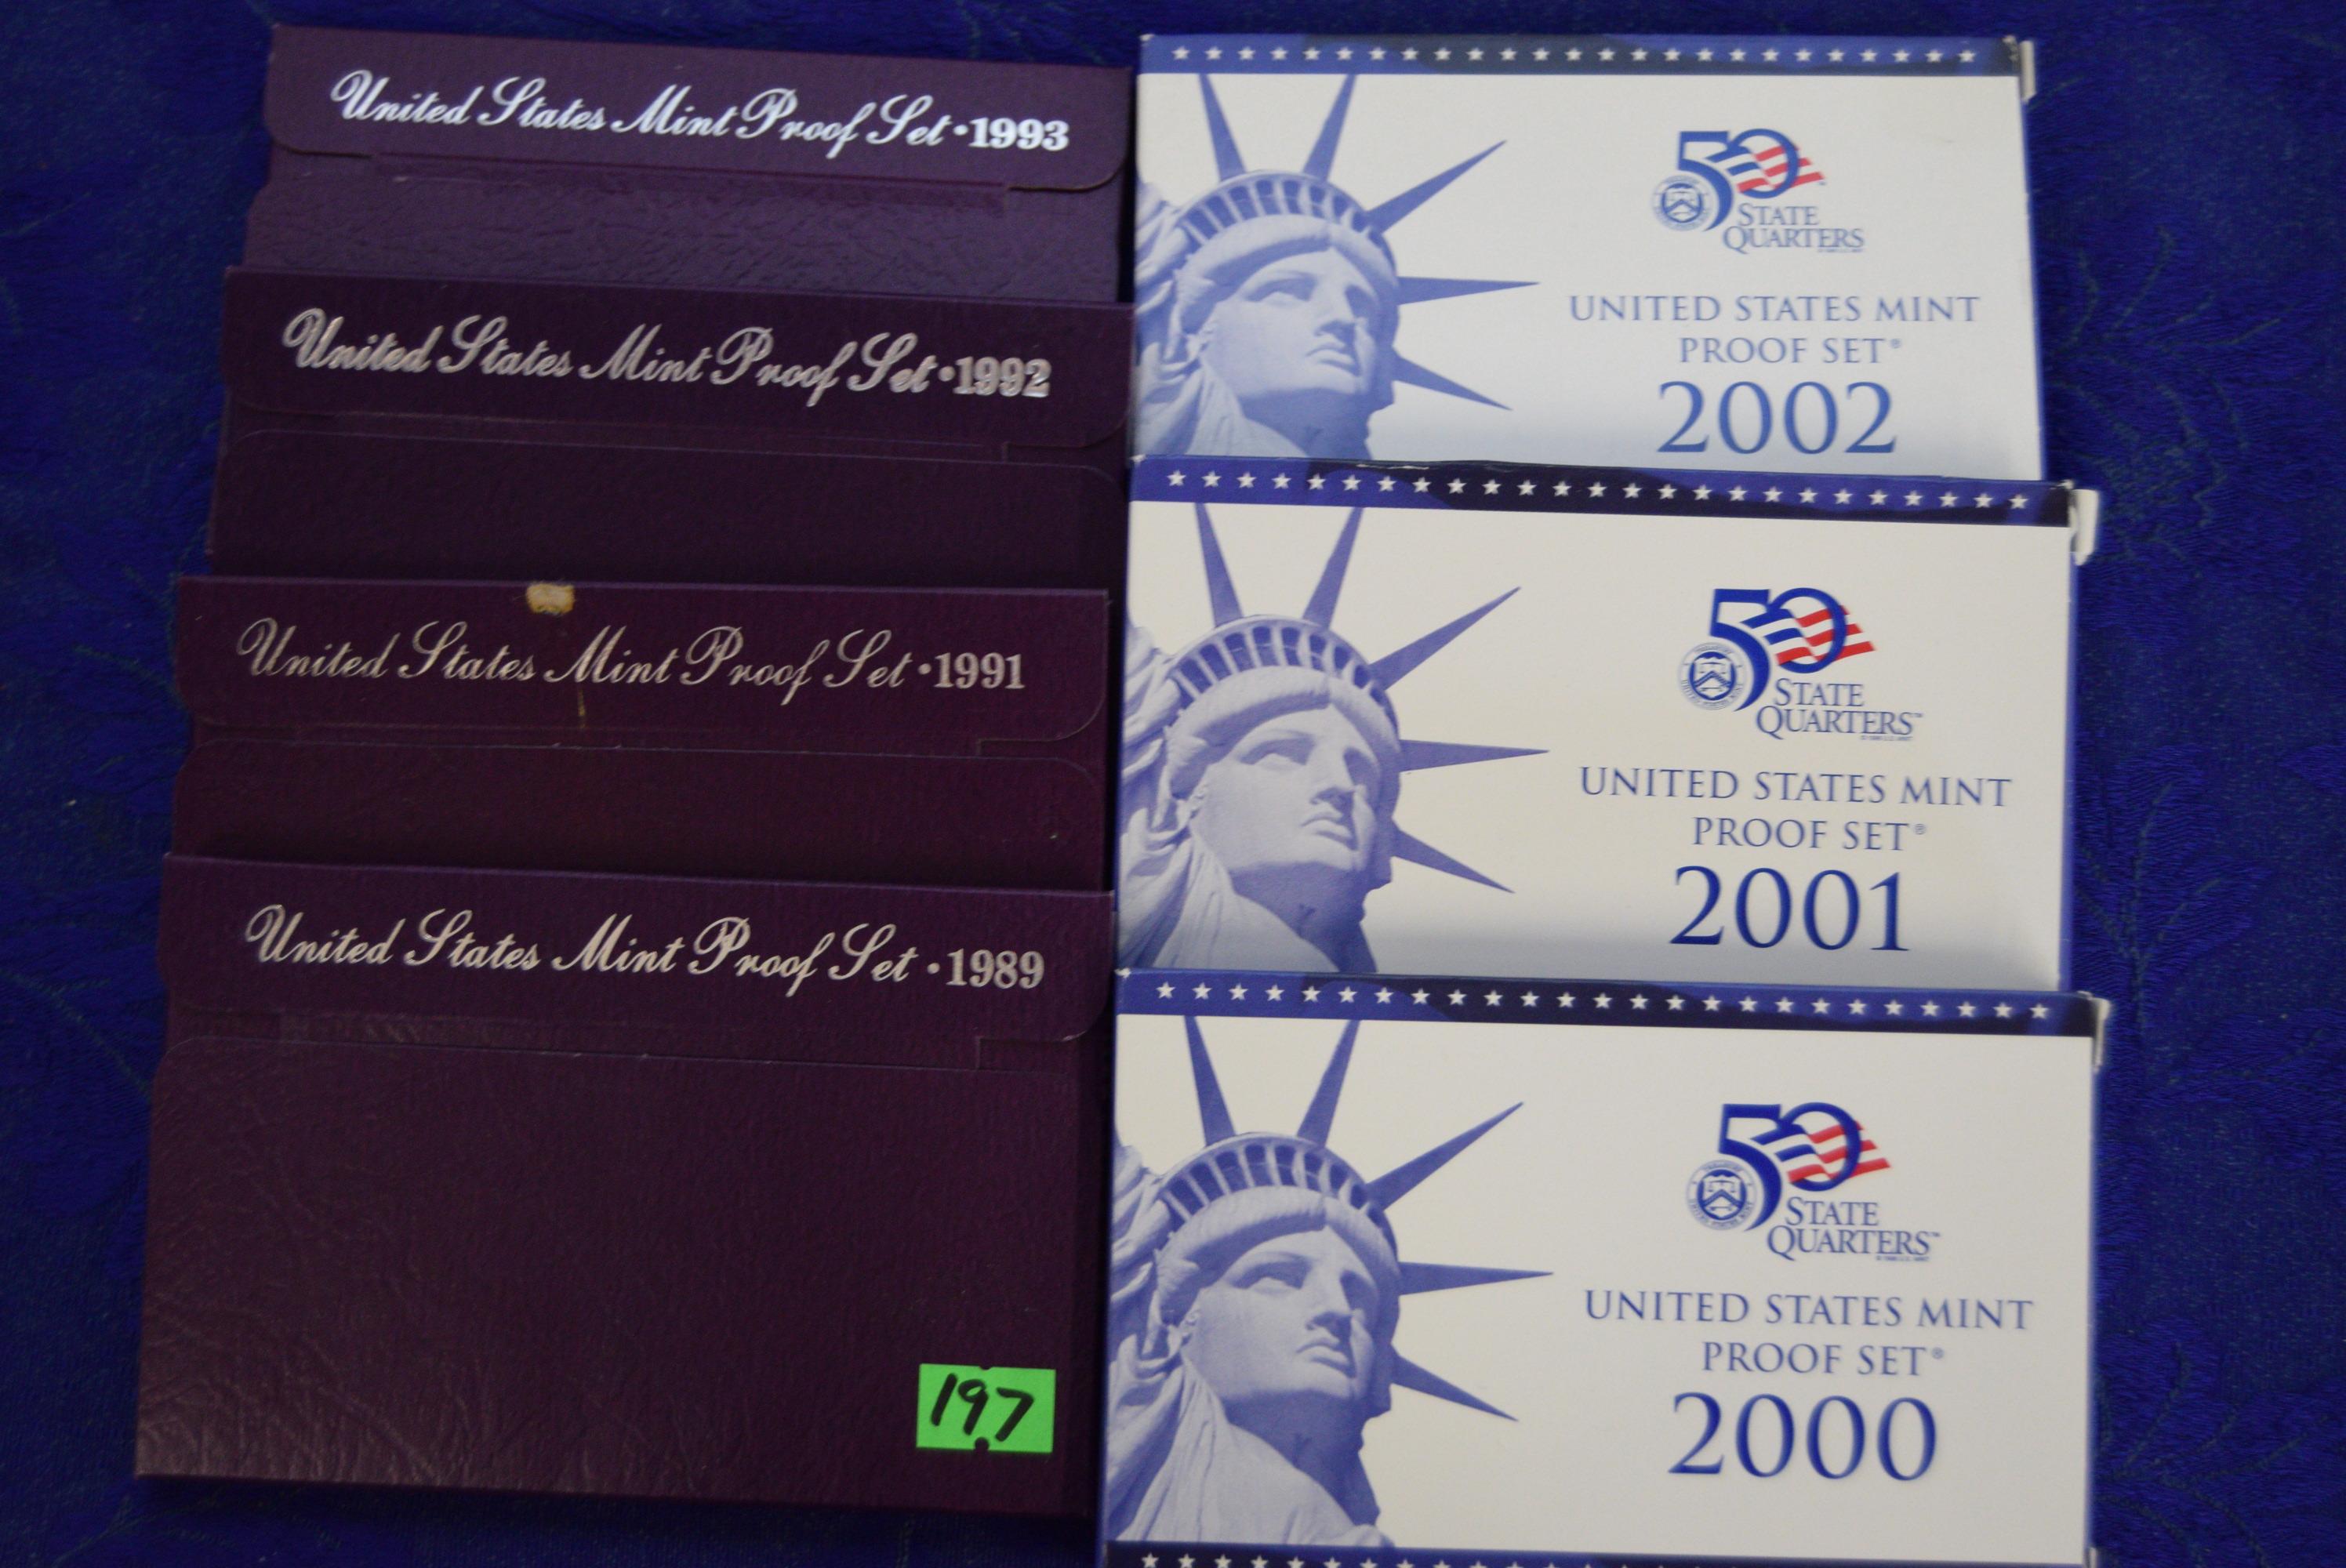 United States Mint Proof Set • 1993
United States Mint Proof Set • 1992
United States Mint Proof Set • 1991
United States Mint Proof Set • 1989
197
50
STATE
QUARTERS
UNITED STATES MINT
PROOF SET®
2002
50
STATE
QUARTERS™
UNITED STATES MINT
PROOF SET®
2001
50
STATE
QUARTERS™
UNITED STATES MINT
PROOF SET®
2000